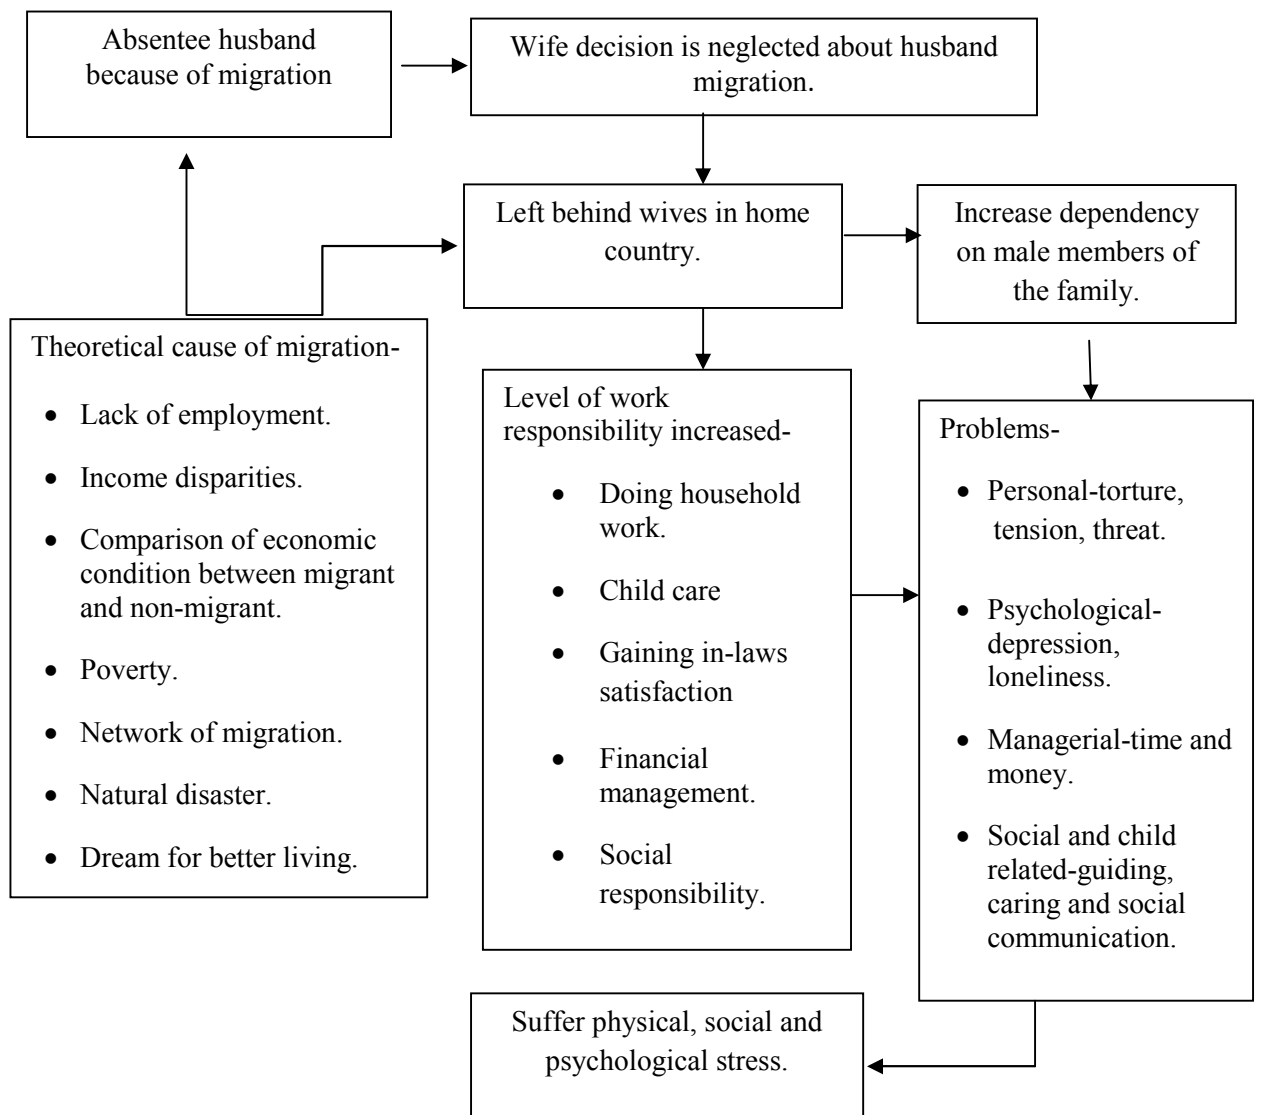 Absentee husband
because of migration
Wife decision is neglected about husband
migration.
Left behind wives in home
country.
Increase dependency
on male members of
the family.
Theoretical cause of migration-
• Lack of employment.
• Income disparities.
• Comparison of economic
condition between migrant
and non-migrant.
• Poverty.
• Network of migration.
• Natural disaster.
• Dream for better living.
Level of work
responsibility increased-
• Doing household
work.
• Child care
• Gaining in-laws
satisfaction
• Financial
management.
• Social
responsibility.
Problems-
• Personal-torture,
tension, threat.
• Psychological-
depression,
loneliness.
• Managerial-time and
money.
• Social and child
related-guiding,
caring and social
communication.
Suffer physical, social and
psychological stress.